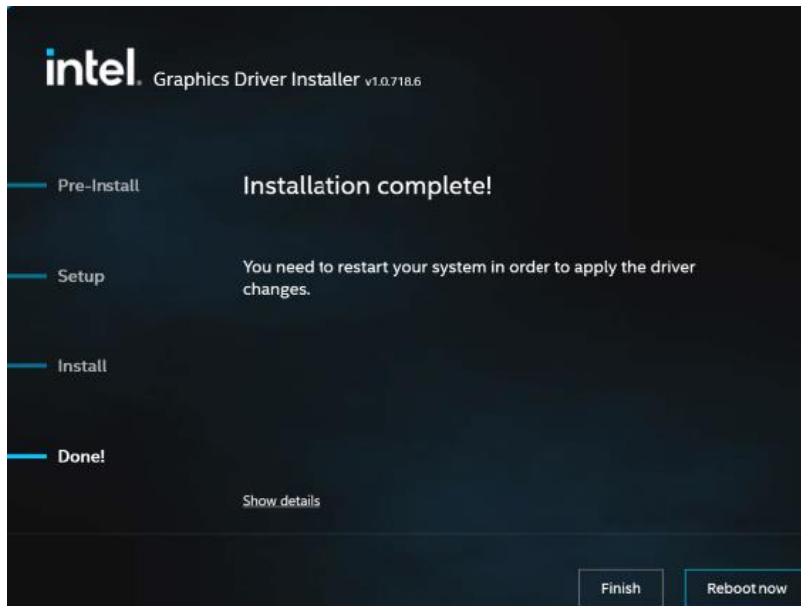 intel. Graphics Driver Installer v1.0.718.6
Pre-Install
Installation complete!
Setup
You need to restart your system in order to apply the driver
changes.
Install
Done!
Show details
Finish
Reboot now